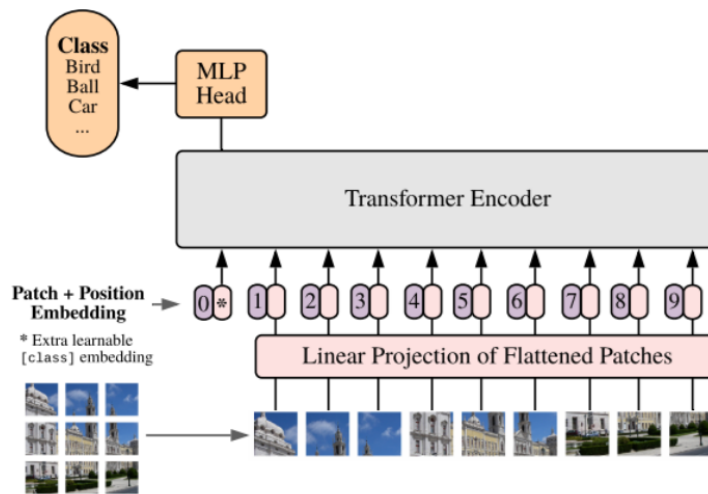 Class
Bird
Ball
Car
...
MLP
Head
Transformer Encoder
Patch + Position
Embedding
0 * 1 2 3 4 5 6 7 8 9
* Extra learnable
[class] embedding
Linear Projection of Flattened Patches